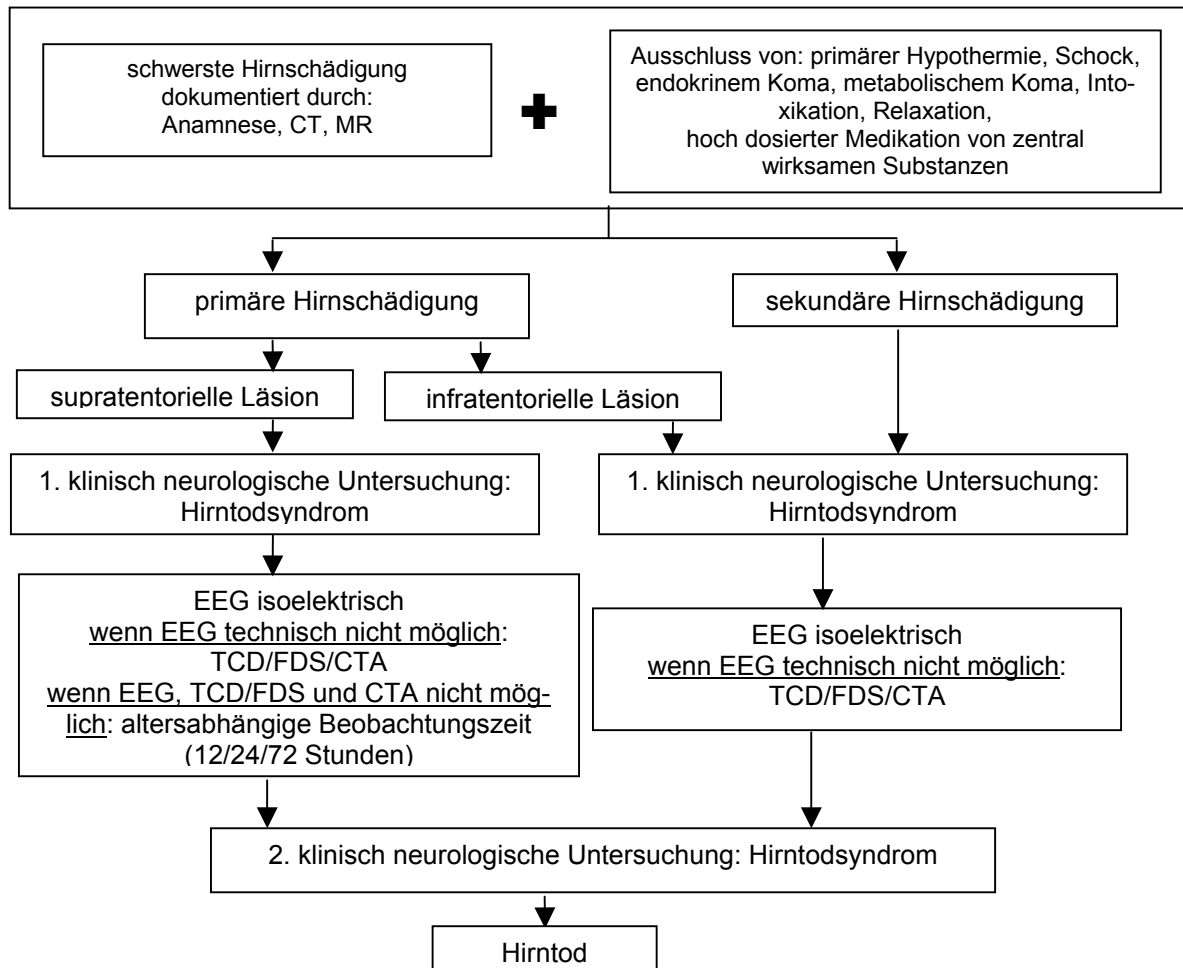 schwerste Hirnschädigung
dokumentiert durch:
Anamnese, CT, MR
Ausschluss von: primärer Hypothermie, Schock,
endokrinem Koma, metabolischem Koma, Into-
xikation, Relaxation,
hoch dosierter Medikation von zentral
wirksamen Substanzen
primäre Hirnschädigung
sekundäre Hirnschädigung
supratentorielle Läsion
infratentorielle Läsion
1. klinisch neurologische Untersuchung:
Hirntodsyndrom
1. klinisch neurologische Untersuchung:
Hirntodsyndrom
EEG isoelektrisch
wenn EEG technisch nicht möglich:
TCD/FDS/CTA
wenn EEG, TCD/FDS und CTA nicht mög-
lich: altersabhängige Beobachtungszeit
(12/24/72 Stunden)
EEG isoelektrisch
wenn EEG technisch nicht möglich:
TCD/FDS/CTA
2. klinisch neurologische Untersuchung: Hirntodsyndrom
Hirntod